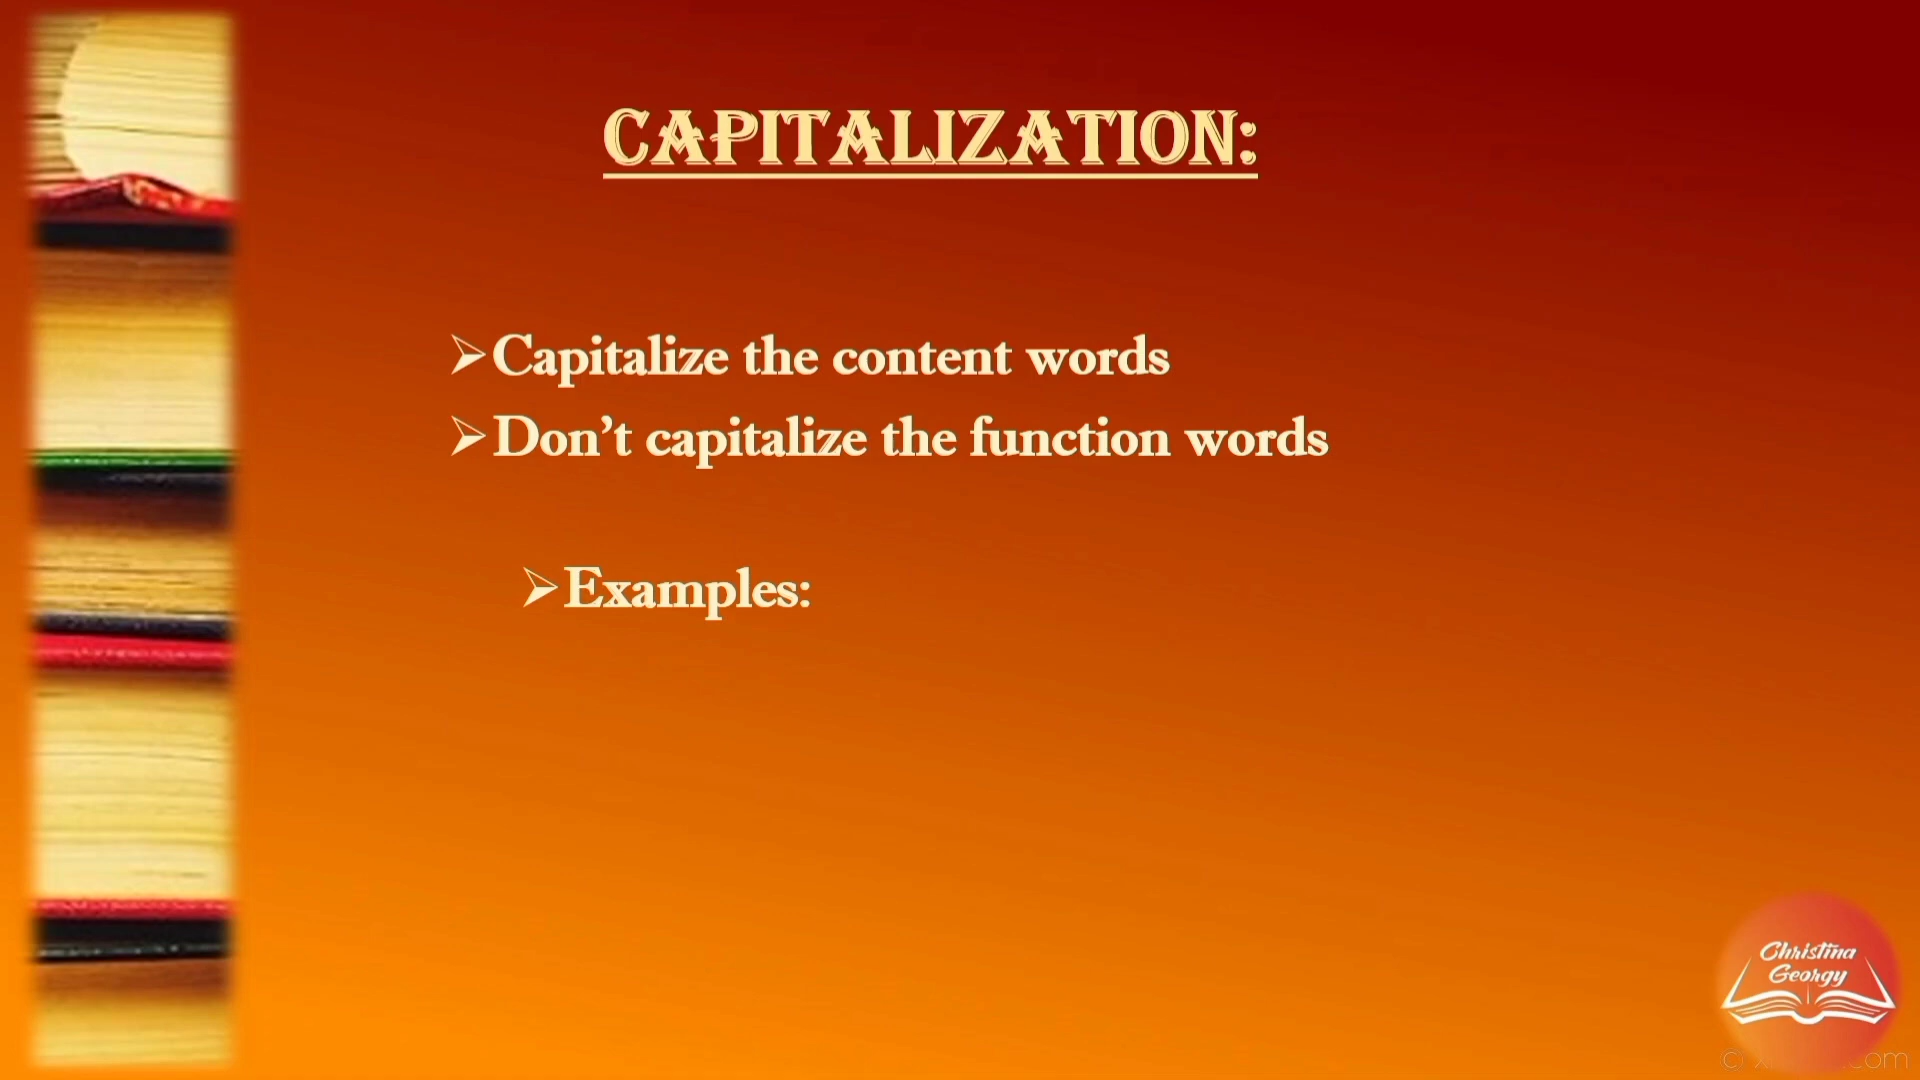 CAPITALIZATION:
➢Capitalize the content words
➢Don’t capitalize the function words
➢Examples:
Christina
Georgy